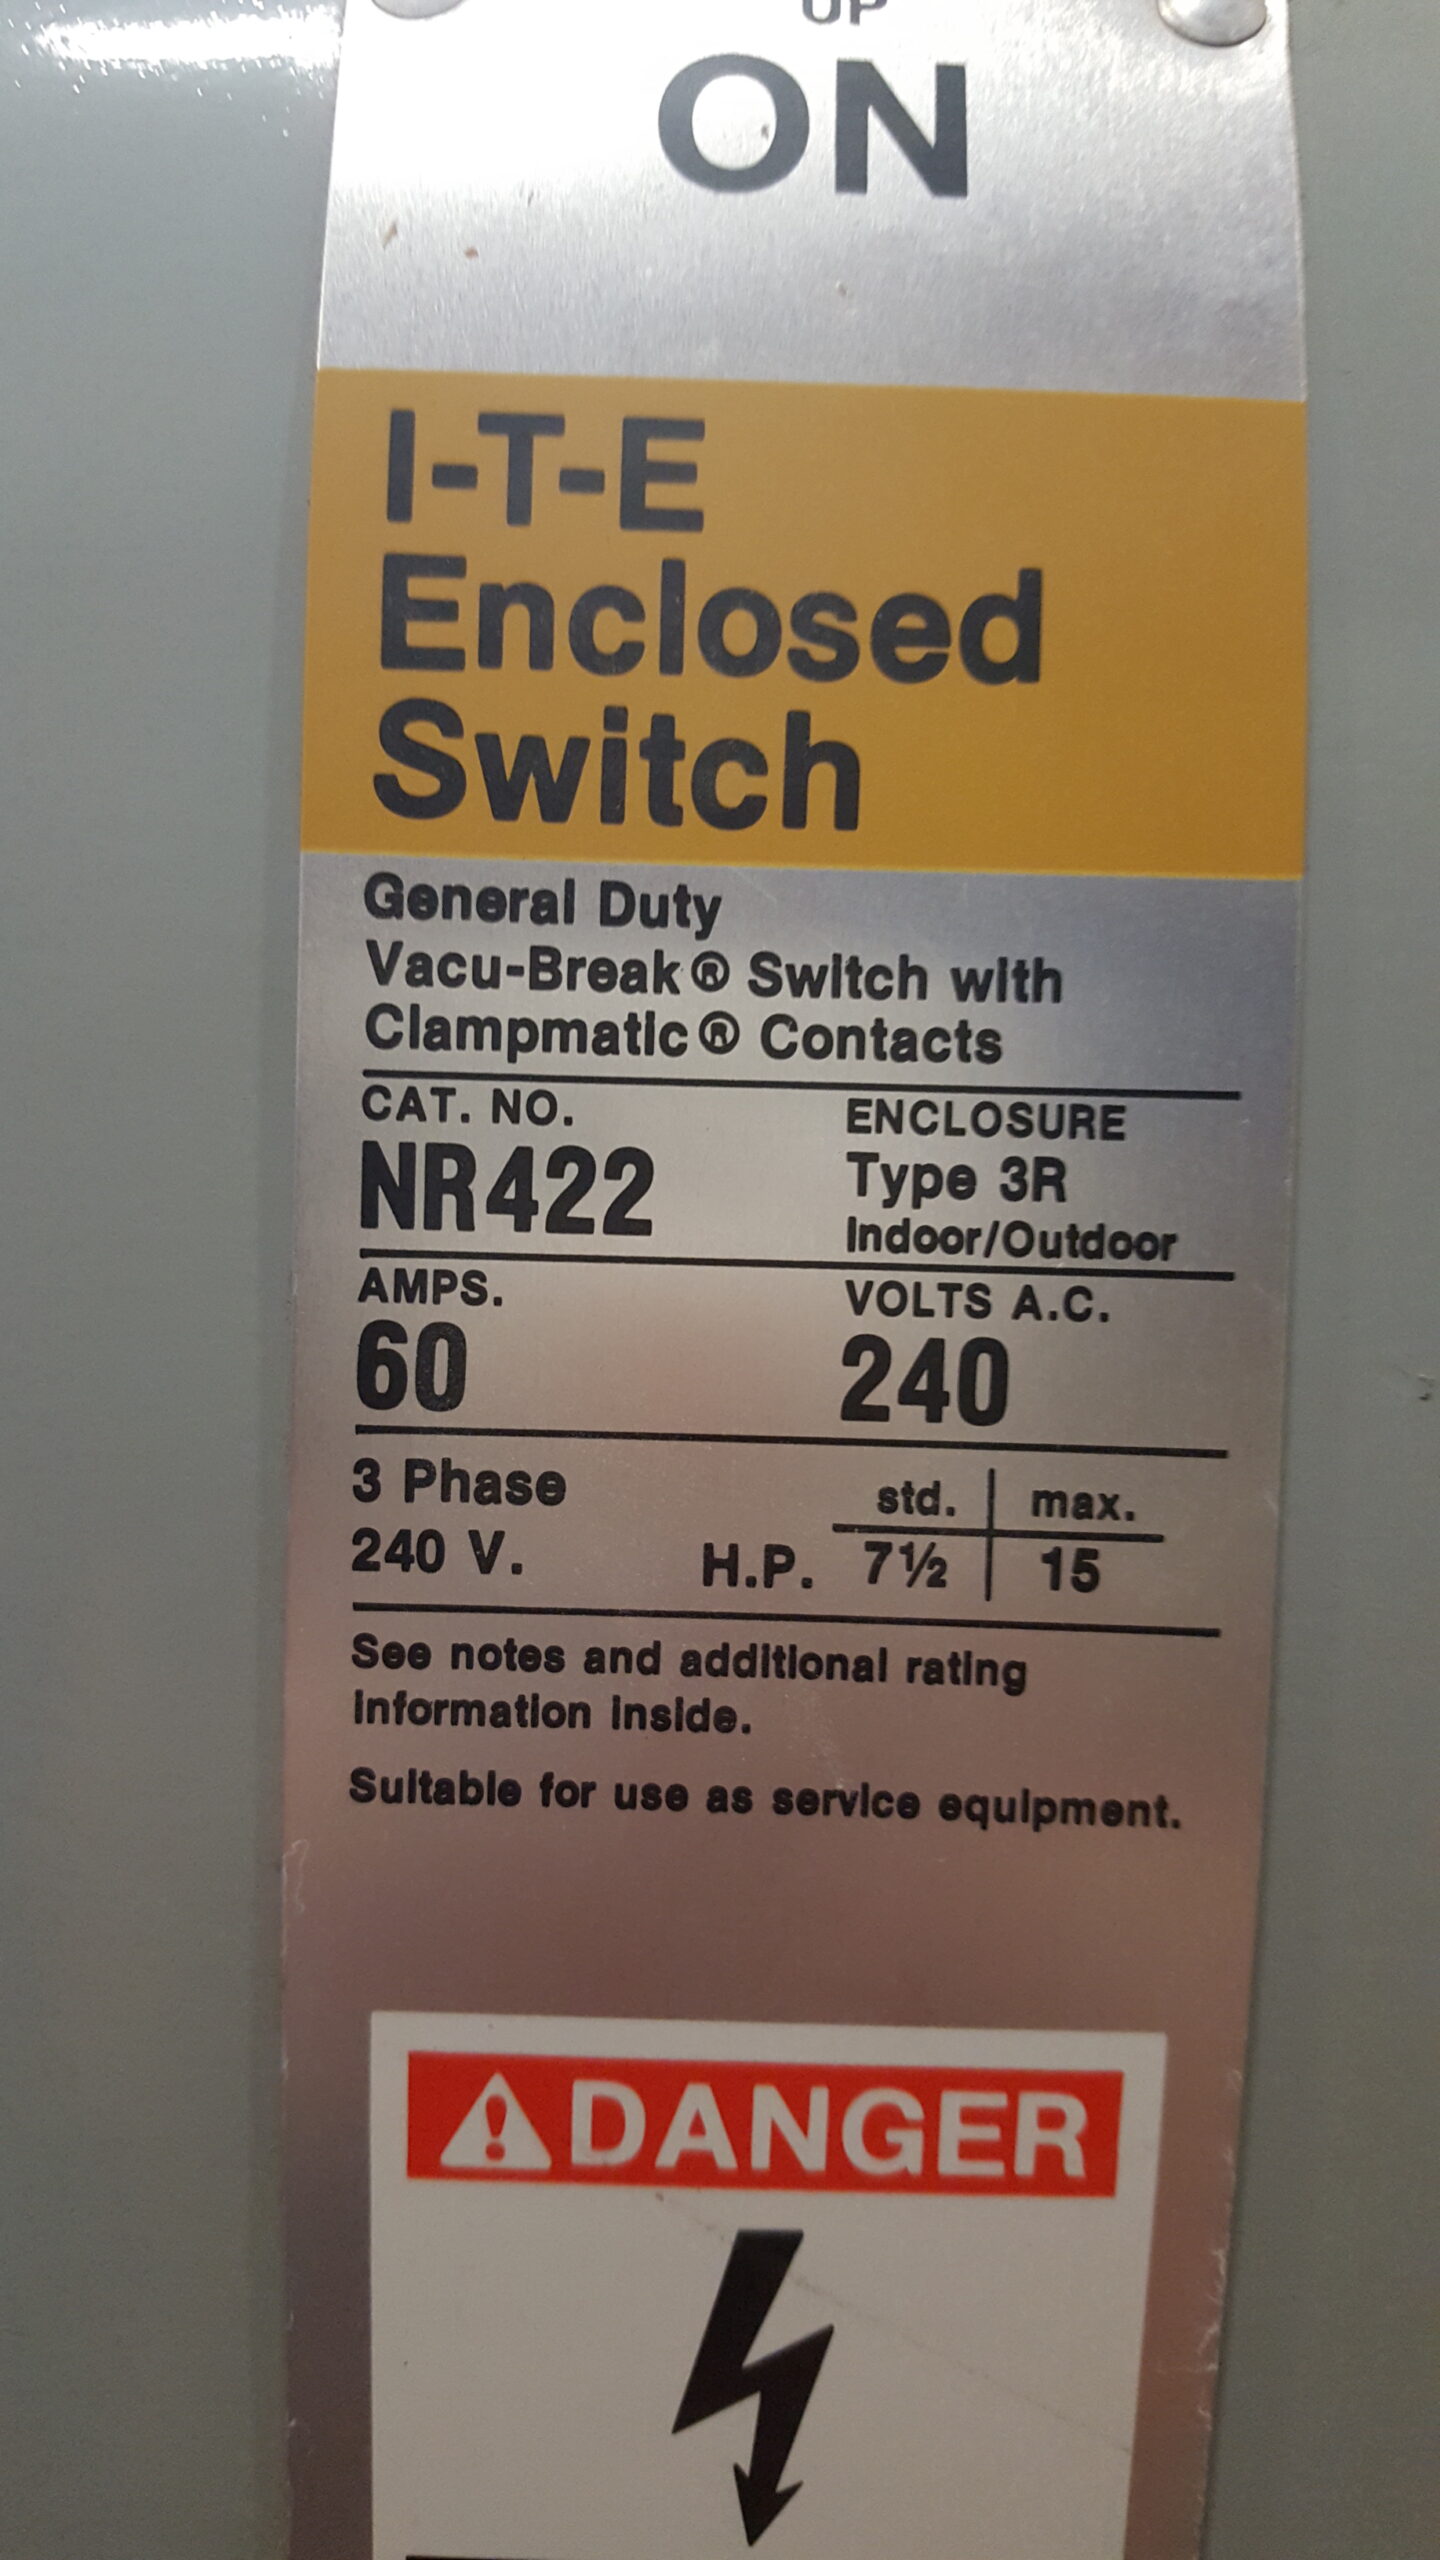 UP
ON
I-T-E
Enclosed
Switch
General Duty
Vacu-Break® Switch with
Clampmatic® Contacts
CAT. NO.
NR422
ENCLOSURE
Type 3R
Indoor/Outdoor
AMPS.
60
VOLTS A.C.
240
3 Phase
240 V.
H.P.
std. max.
7½ 15
See notes and additional rating
information inside.
Suitable for use as service equipment.
DANGER